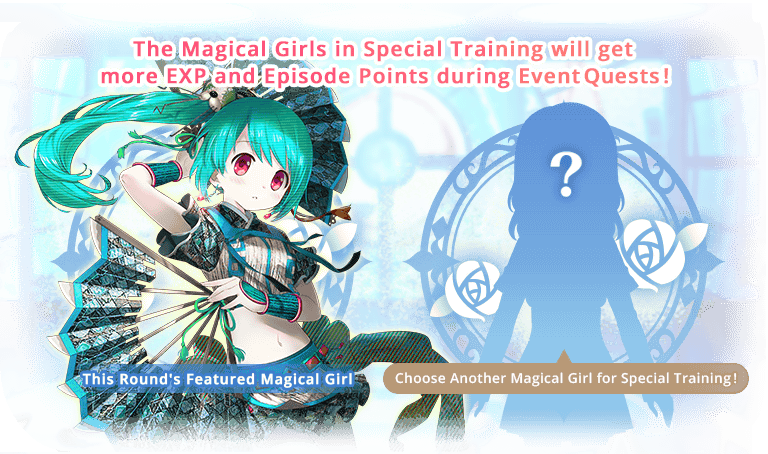 The Magical Girls in Special Training will get
more EXP and Episode Points during Event Quests!
?
This Round's Featured Magical Girl
Choose Another Magical Girl for Special Training!